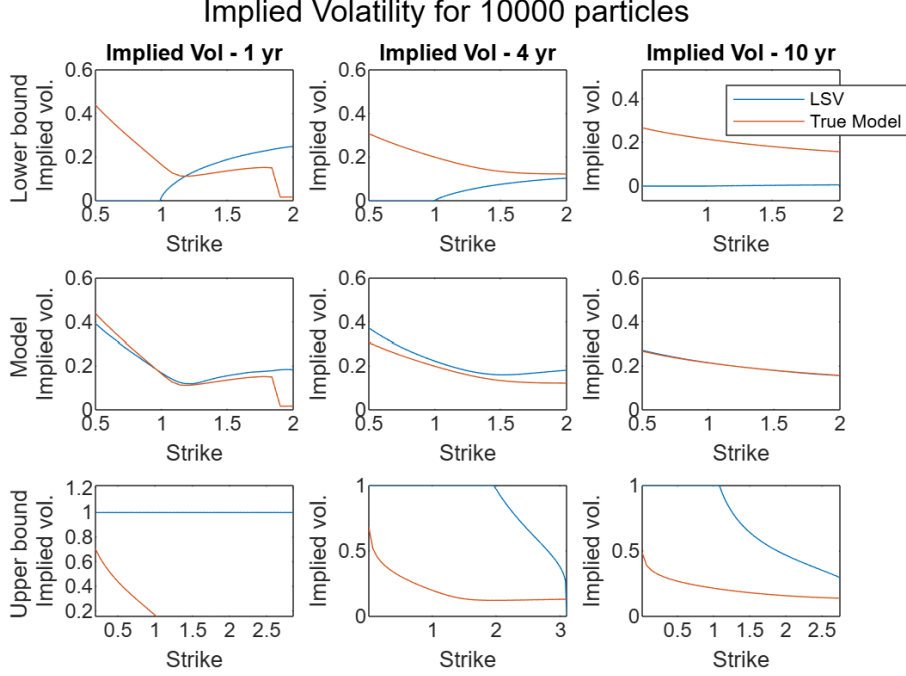 Implied Volatility for 10000 particles
Implied Vol - 1 yr
Implied Vol - 4 yr
Implied Vol - 10 yr
Lower bound
Implied vol.
0.6
0.4
0.2
0
0.5
1
1.5
2
Strike
Implied vol.
0.6
0.4
0.2
0
0.5
1
1.5
2
Strike
Implied vol.
0.4
0.2
0
1
1.5
2
Strike
LSV
True Model
Model
Implied vol.
0.6
0.4
0.2
0
0.5
1
1.5
2
Strike
Implied vol.
0.6
0.4
0.2
0
0.5
1
1.5
2
Strike
Implied vol.
0.6
0.4
0.2
0
1
1.5
2
Strike
Upper bound
Implied vol.
1.2
1
0.8
0.6
0.4
0.2
0.5
1
1.5
2
2.5
Strike
Implied vol.
1
0.5
0
1
2
3
Strike
Implied vol.
1
0.5
0
0.5
1
1.5
2
2.5
Strike